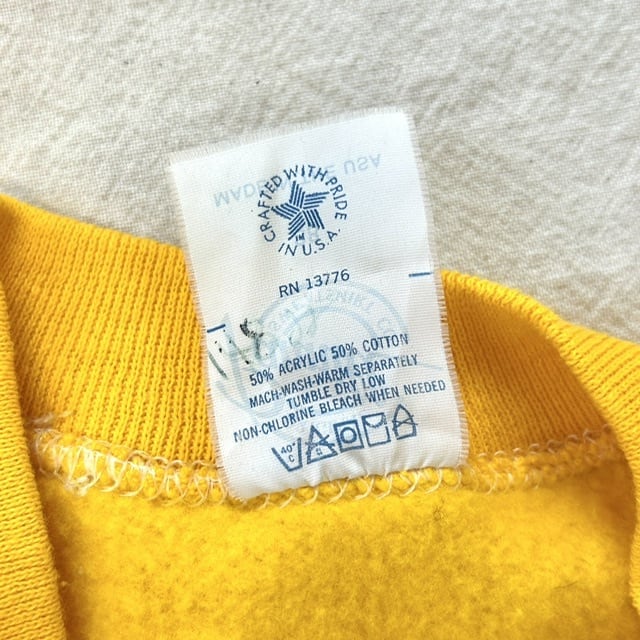 CRAFTED WITH PRIDE
IN U.S.A.
RN 13776
50% ACRYLIC 50% COTTON
MACH-WASH-WARM SEPARATELY
TUMBLE DRY LOW
NON-CHLORINE BLEACH WHEN NEEDED
40°
MADE IN THE USA